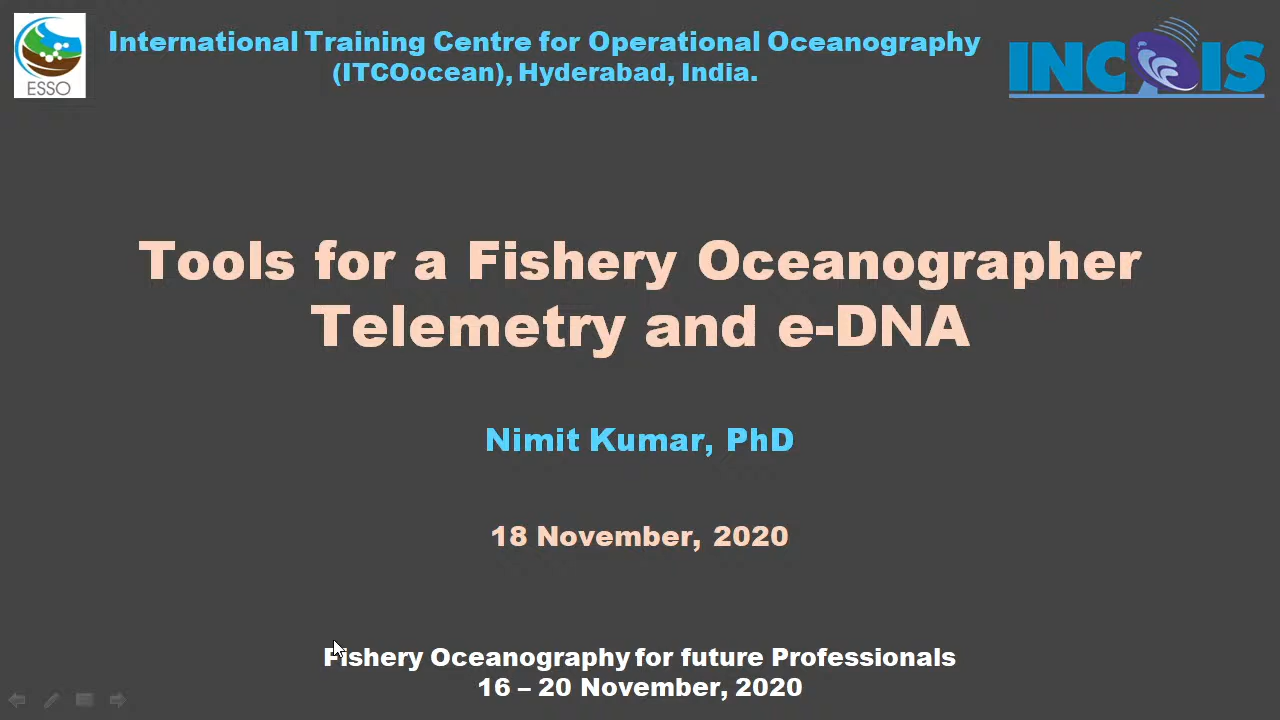 International Training Centre for Operational Oceanography
(ITCOocean), Hyderabad, India.
ESSO
INCOIS
Tools for a Fishery Oceanographer
Telemetry and e-DNA
Nimit Kumar, PhD
18 November, 2020
Fishery Oceanography for future Professionals
16 – 20 November, 2020